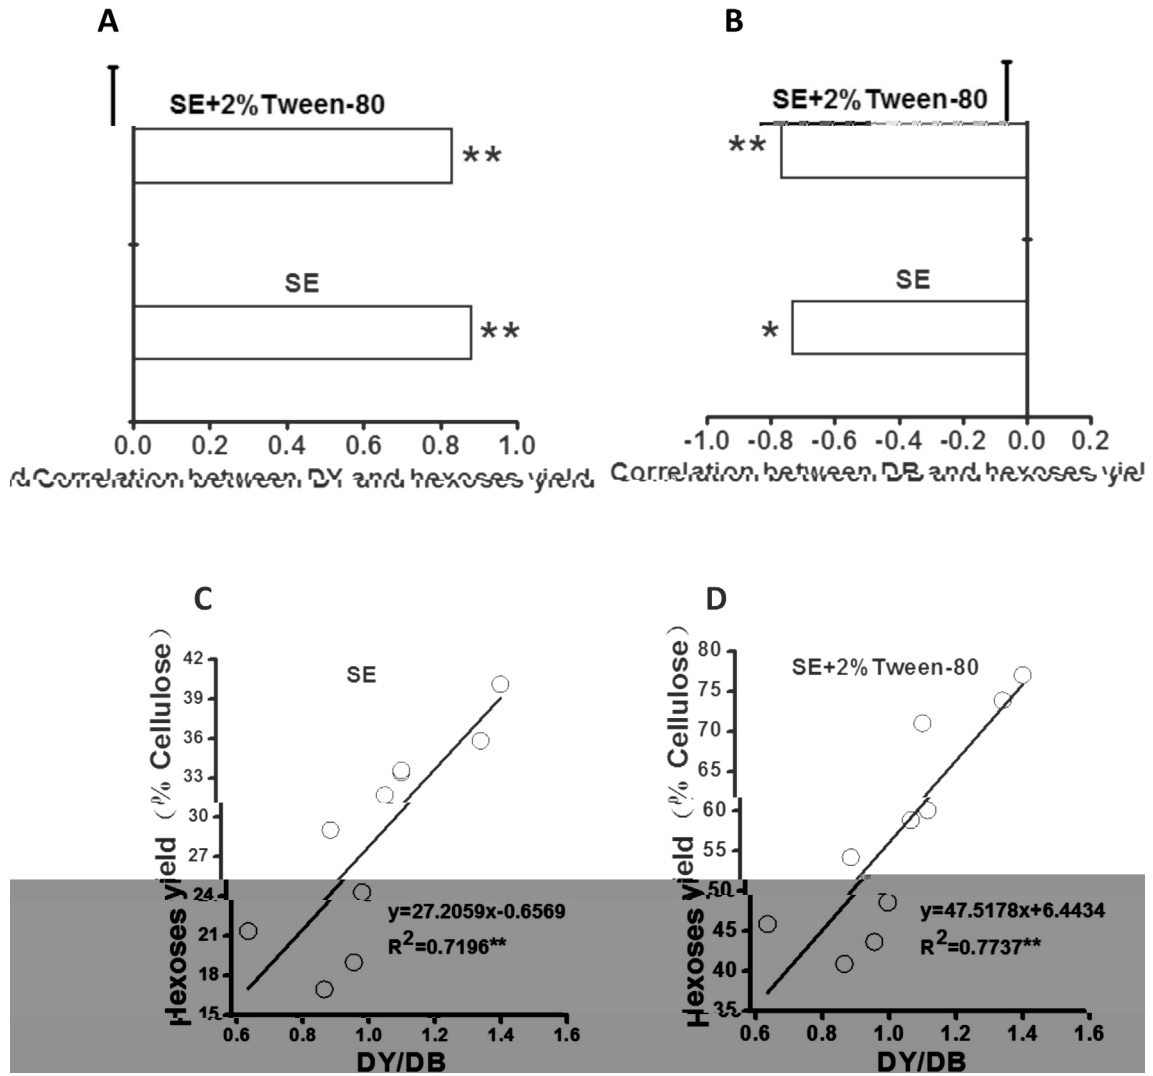 A
B
SE+2% Tween-80
**
SE
**
0.0 0.2 0.4 0.6 0.8 1.0
d Correlation between DY and hexoses yield
SE+2% Tween-80
**
SE
*
-1.0 -0.8 -0.6 -0.4 -0.2 0.0 0.2
Correlation between DB and hexoses yiel
C
Hexoses yield (% Cellulose)
SE
42
39
36
33
30
27
24
21
18
15
y=27.2059x-0.6569
R2=0.7196**
0.6 0.8 1.0 1.2 1.4 1.6
DY/DB
D
Hexoses yield (% Cellulose)
SE+2% Tween-80
80
75
70
65
60
55
50
45
40
35
y=47.5178x+6.4434
R2=0.7737**
0.6 0.8 1.0 1.2 1.4 1.6
DY/DB